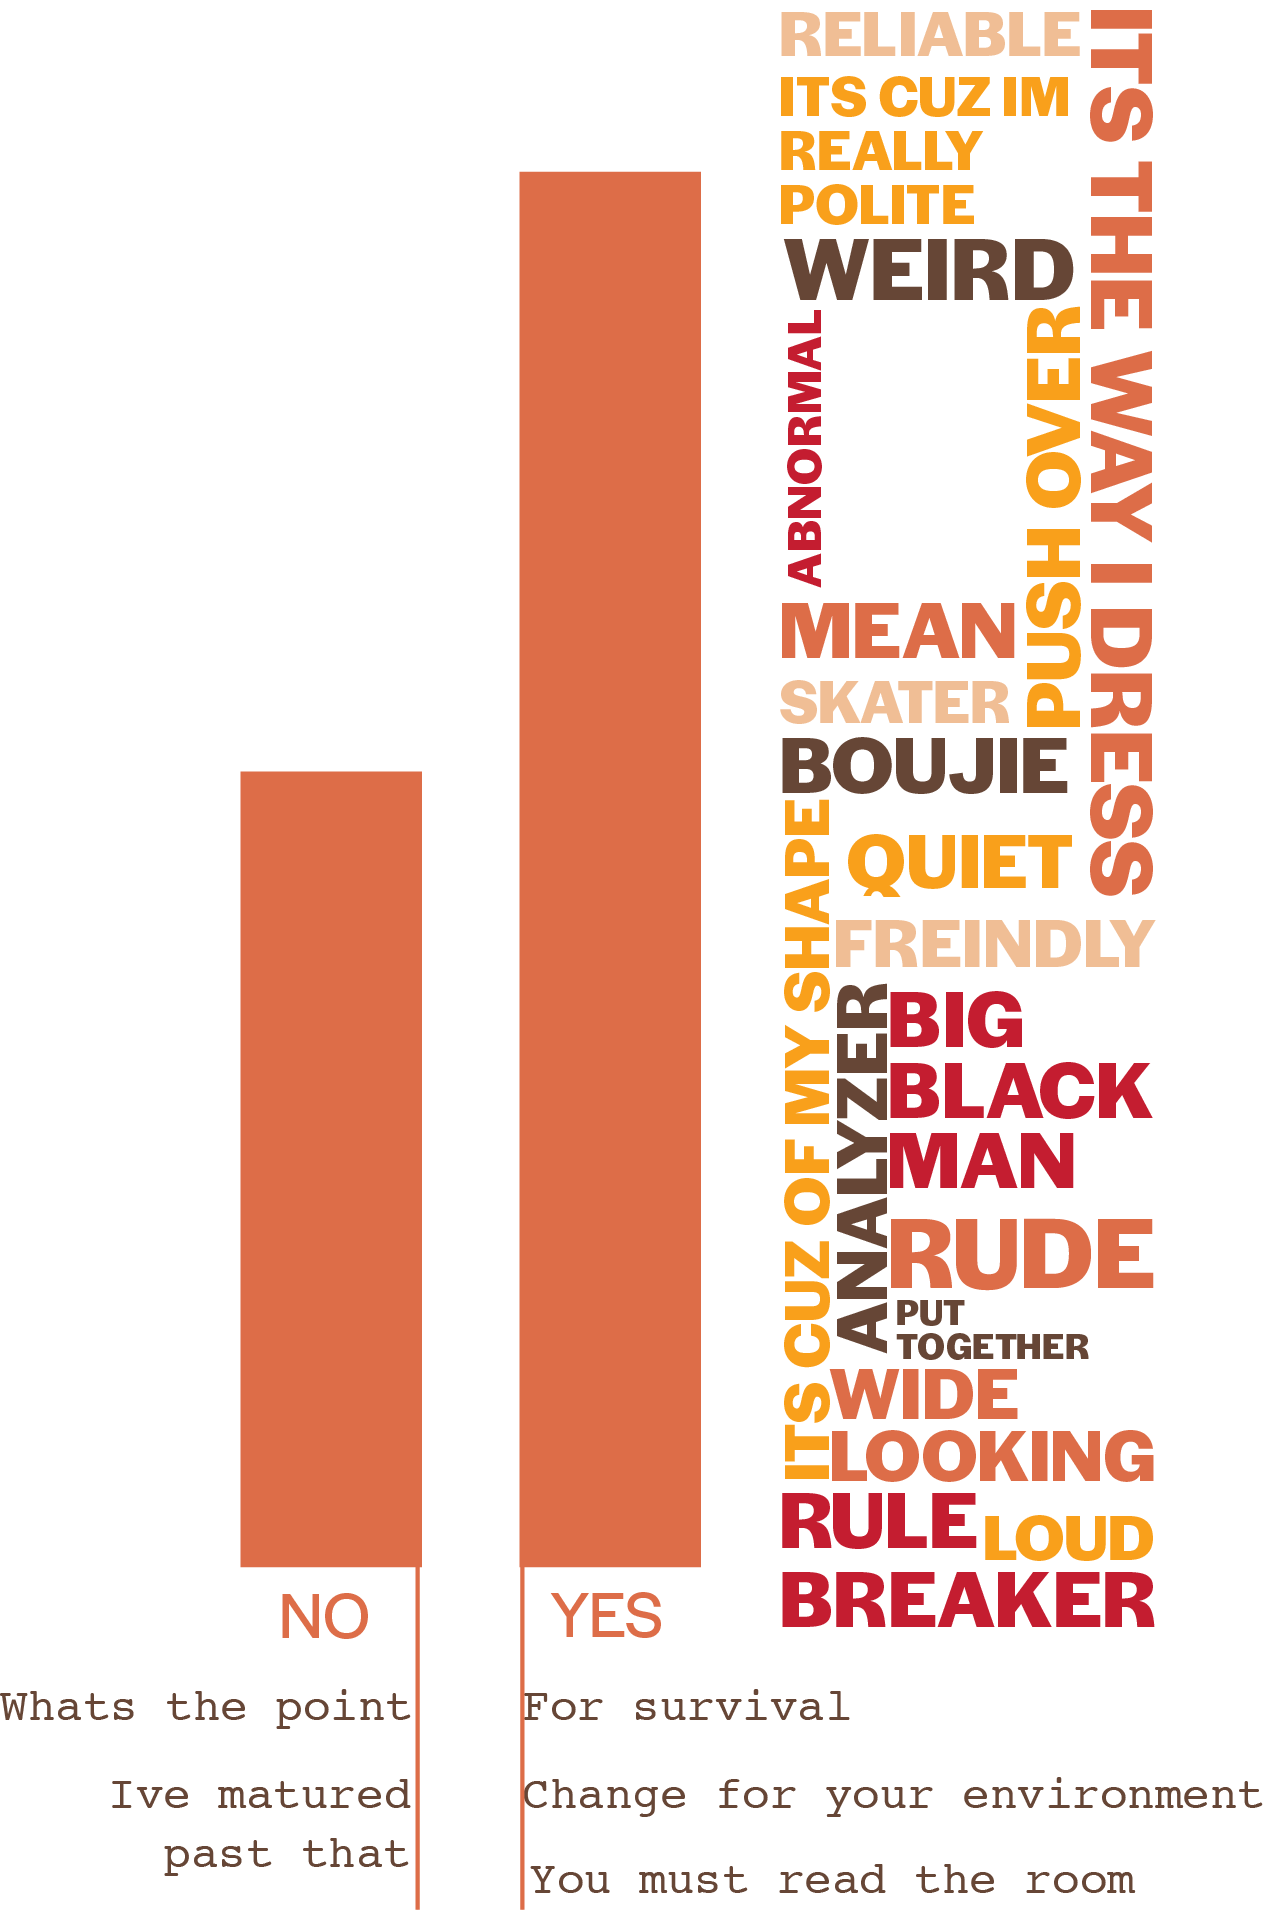 RELIABLE
ITS CUZ IM
REALLY
POLITE
WEIRD
ITS THE WAY I DRESS
ABNORMAL
PUSH OVER
MEAN
SKATER
BOUJIE
QUIET
ITS CUZ OF MY SHAPE
FREINDLY
ANALYZER
BIG
BLACK
MAN
RUDE
PUT
TOGETHER
WIDE
LOOKING
RULE
LOUD
BREAKER
NO
Whats the point
Ive matured
past that
YES
For survival
Change for your environment
You must read the room